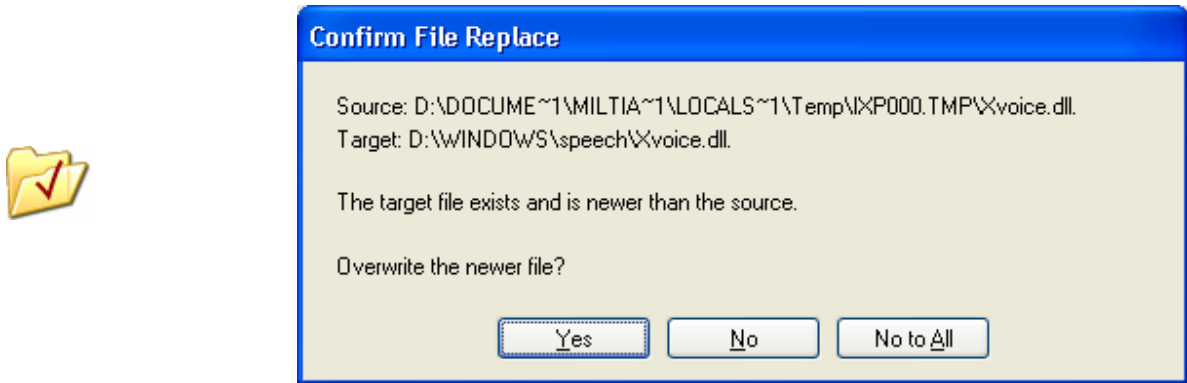 Confirm File Replace
Source: D:\DOCUME~1\MILTIA~1\LOCALS~1\Temp\IXP000.TMP\Xvoice.dll.
Target: D:\WINDOWS\speech\Xvoice.dll.
The target file exists and is newer than the source.
Overwrite the newer file?
Yes No No to All